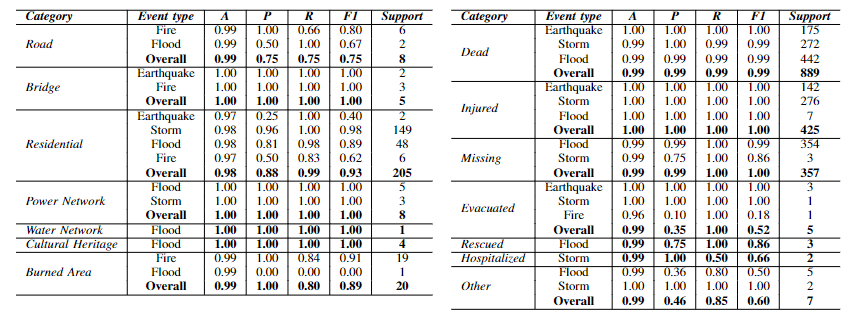 Category Event type A P R F1 Support
Road
Fire 0.99 1.00 0.66 0.80 6
Flood 0.99 0.50 1.00 0.67 2
Overall 0.99 0.75 0.75 0.75 8
Bridge
Earthquake 1.00 1.00 1.00 1.00 2
Fire 1.00 1.00 1.00 1.00 3
Overall 1.00 1.00 1.00 1.00 5
Residential
Earthquake 0.97 0.25 1.00 0.40 2
Storm 0.98 0.96 1.00 0.98 149
Flood 0.98 0.81 0.98 0.89 48
Fire 0.97 0.50 0.83 0.62 6
Overall 0.98 0.88 0.99 0.93 205
Power Network
Flood 1.00 1.00 1.00 1.00 5
Storm 1.00 1.00 1.00 1.00 3
Overall 1.00 1.00 1.00 1.00 8
Water Network Flood 1.00 1.00 1.00 1.00 1
Cultural Heritage Flood 1.00 1.00 1.00 1.00 4
Burned Area
Fire 0.99 1.00 0.84 0.91 19
Flood 0.99 0.00 0.00 0.00 1
Overall 0.99 1.00 0.80 0.89 20
Category Event type A P R F1 Support
Dead
Earthquake 1.00 1.00 1.00 1.00 175
Storm 1.00 1.00 0.99 0.99 272
Flood 0.99 0.99 0.99 0.99 442
Overall 0.99 0.99 0.99 0.99 889
Injured
Earthquake 1.00 1.00 1.00 1.00 142
Storm 1.00 1.00 1.00 1.00 276
Flood 1.00 1.00 1.00 1.00 7
Overall 1.00 1.00 1.00 1.00 425
Missing
Flood 0.99 0.99 1.00 0.99 354
Storm 0.99 0.75 1.00 0.86 3
Overall 0.99 0.99 1.00 1.00 357
Evacuated
Earthquake 1.00 1.00 1.00 1.00 3
Storm 1.00 1.00 1.00 1.00 1
Fire 0.96 0.10 1.00 0.18 1
Overall 0.99 0.35 1.00 0.52 5
Rescued Flood 0.99 0.75 1.00 0.86 3
Hospitalized Storm 0.99 1.00 0.50 0.66 2
Other
Flood 0.99 0.36 0.80 0.50 5
Storm 1.00 1.00 1.00 1.00 2
Overall 0.99 0.46 0.85 0.60 7